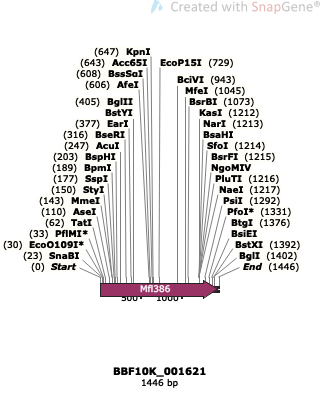 Created with SnapGene®
(647) KpnI
(643) Acc65I EcoP15I (729)
(608) BssSαI BciVI (943)
(606) AfeI MfeI (1045)
(405) BglII BsrBI (1073)
BstYI KasI (1212)
(377) EarI NarI (1213)
(316) BseRI BsaHI
(247) AcuI SfoI (1214)
(203) BspHI BsrFI (1215)
(189) BpmI NgoMIV
(177) SspI PluTI (1216)
(150) StyI NaeI (1217)
(143) MmeI PsiI (1292)
(110) AseI PfoI* (1331)
(62) TatI BtgI (1376)
(33) PflMI* BsiEI
(30) EcoO109I* BstXI (1392)
(23) SnaBI BglI (1402)
(0) Start End (1446)
Mfl386
500 1000
BBF10K_001621
1446 bp